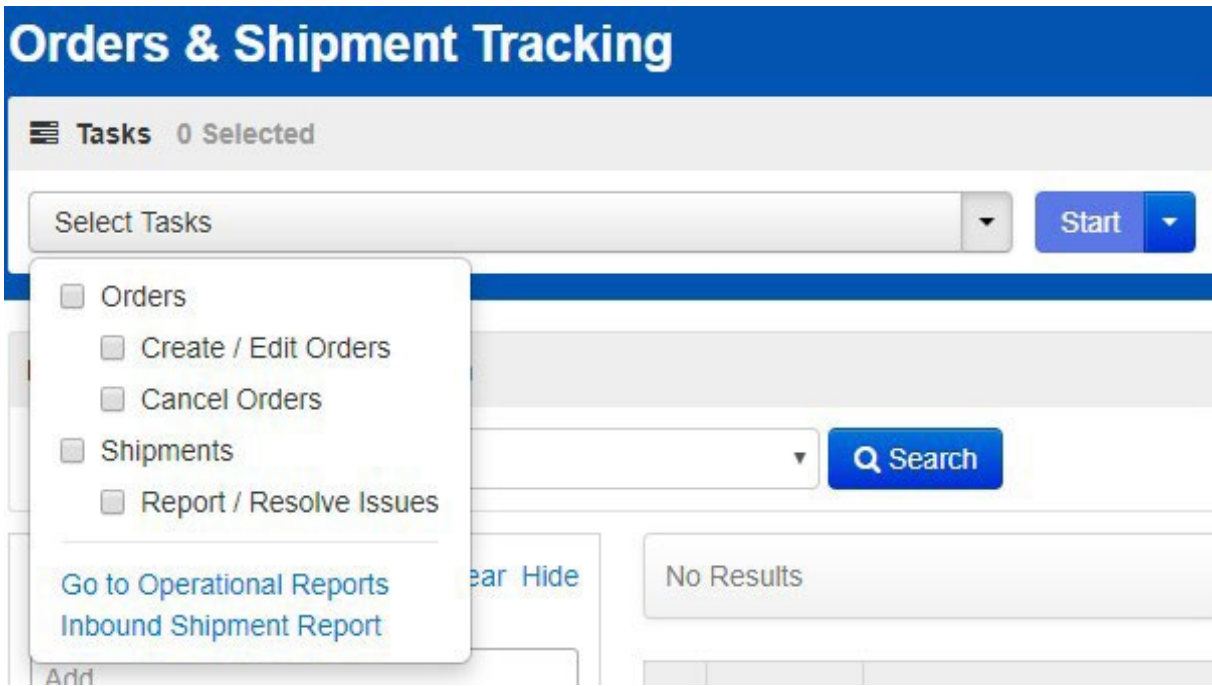 Orders & Shipment Tracking
Tasks 0 Selected
Select Tasks
Start
Orders
Create / Edit Orders
Cancel Orders
Shipments
Report / Resolve Issues
Go to Operational Reports
Inbound Shipment Report
Search
Hide
No Results
Add